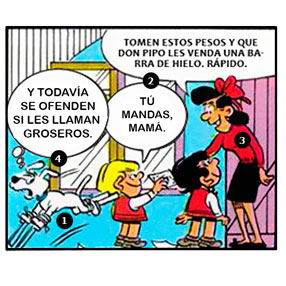 TOMEN ESTOS PESOS Y QUE
DON PIPO LES VENDA UNA BA-
RRA DE HIELO. RÁPIDO.
2
TÚ
MANDAS,
MAMÁ.
Y TODAVÍA
SE OFENDEN
SI LES LLAMAN
GROSEROS.
4
3
1